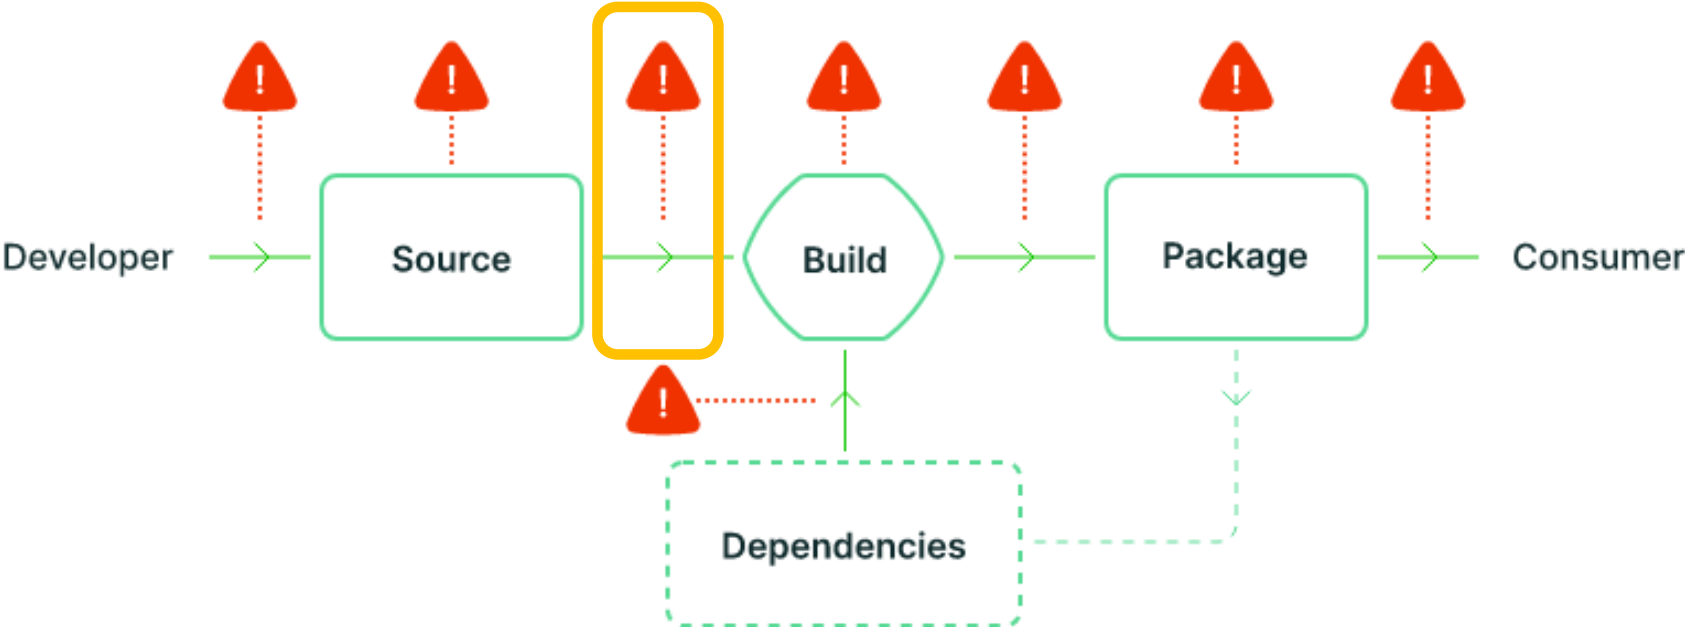 ! ! ! ! ! ! !
Developer Source Build Package Consumer
!
Dependencies